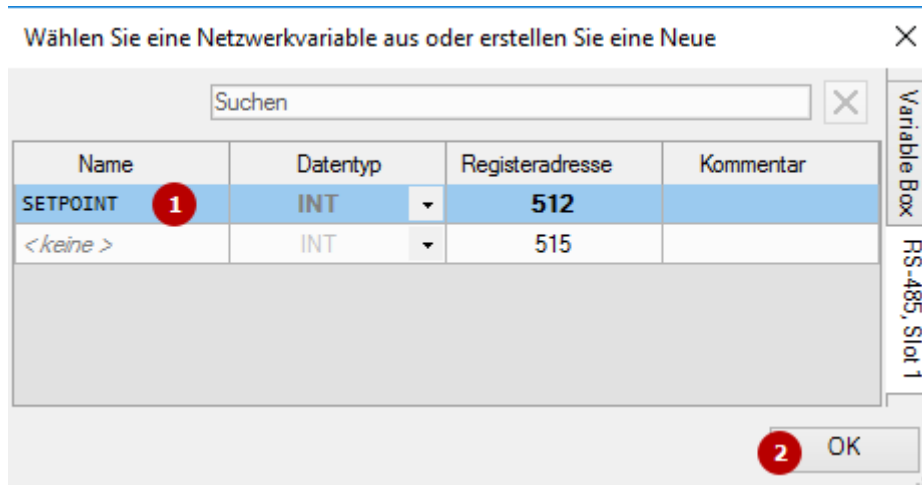 Wählen Sie eine Netzwerkvariable aus oder erstellen Sie eine Neue
Suchen
Name Datentyp Registeradresse Kommentar
SETPOINT 1 INT 512
<keine > INT 515
Variable Box
RS-485, Slot 1
2 OK